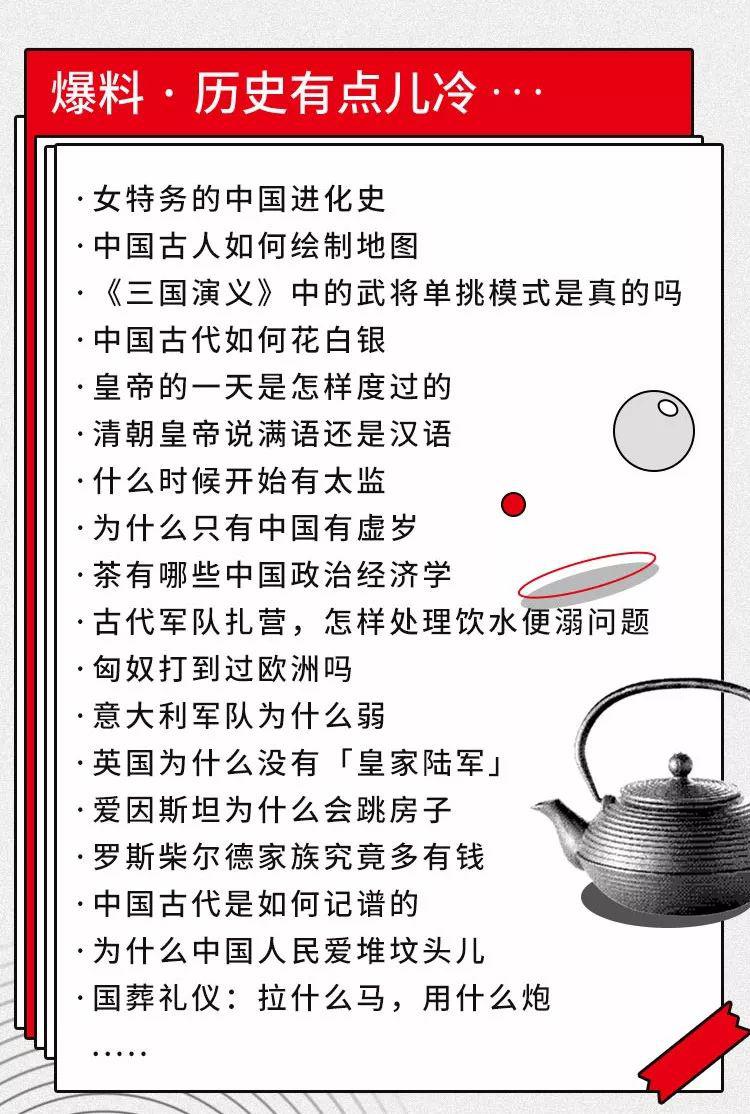 爆料 · 历史有点儿冷 ···
· 女特务的中国进化史
· 中国古人如何绘制地图
· 《三国演义》中的武将单挑模式是真的吗
· 中国古代如何花白银
· 皇帝的一天是怎样度过的
· 清朝皇帝说满语还是汉语
· 什么时候开始有太监
· 为什么只有中国有虚岁
· 茶有哪些中国政治经济学
· 古代军队扎营，怎样处理饮水便溺问题
· 匈奴打到过欧洲吗
· 意大利军队为什么弱
· 英国为什么没有「皇家陆军」
· 爱因斯坦为什么会跳房子
· 罗斯柴尔德家族究竟多有钱
· 中国古代是如何记谱的
· 为什么中国人民爱堆坟头儿
· 国葬礼仪：拉什么马，用什么炮
.....